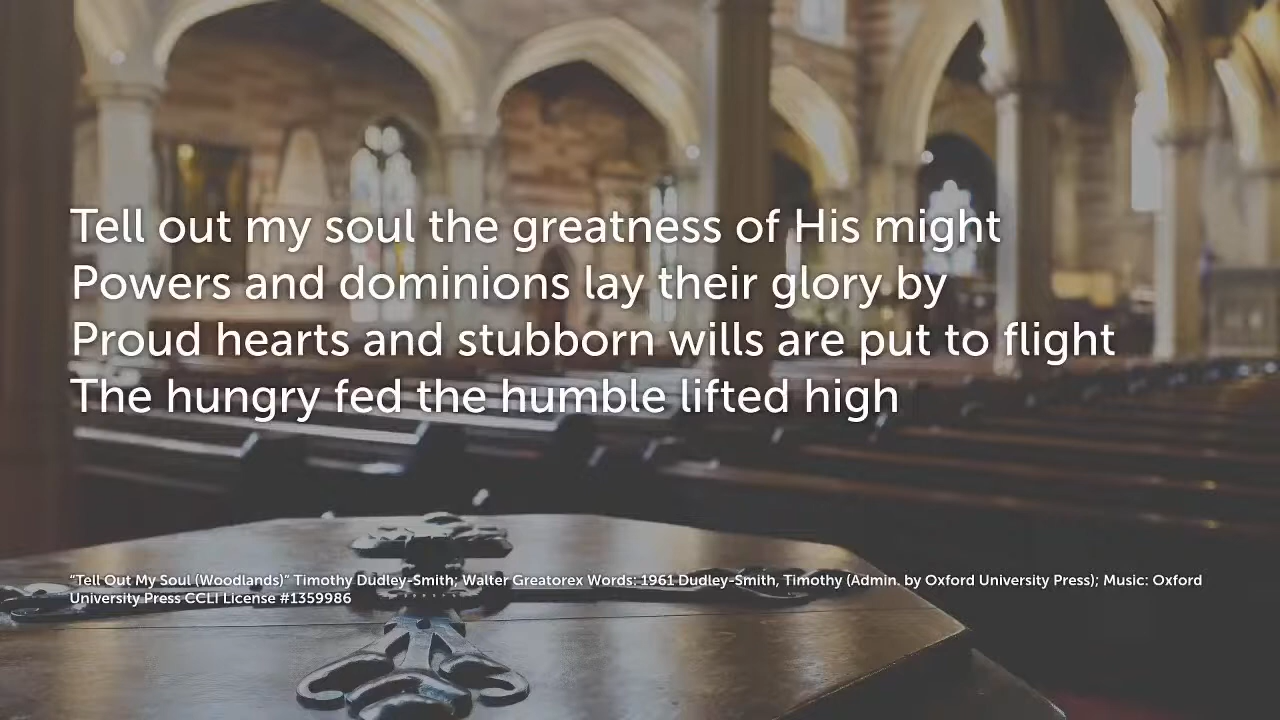 Tell out my soul the greatness of His might
Powers and dominions lay their glory by
Proud hearts and stubborn wills are put to flight
The hungry fed the humble lifted high
"Tell Out My Soul (Woodlands)" Timothy Dudley-Smith; Walter Greatorex Words: 1961 Dudley-Smith, Timothy (Admin. by Oxford University Press); Music: Oxford
University Press CCLI License #1359986